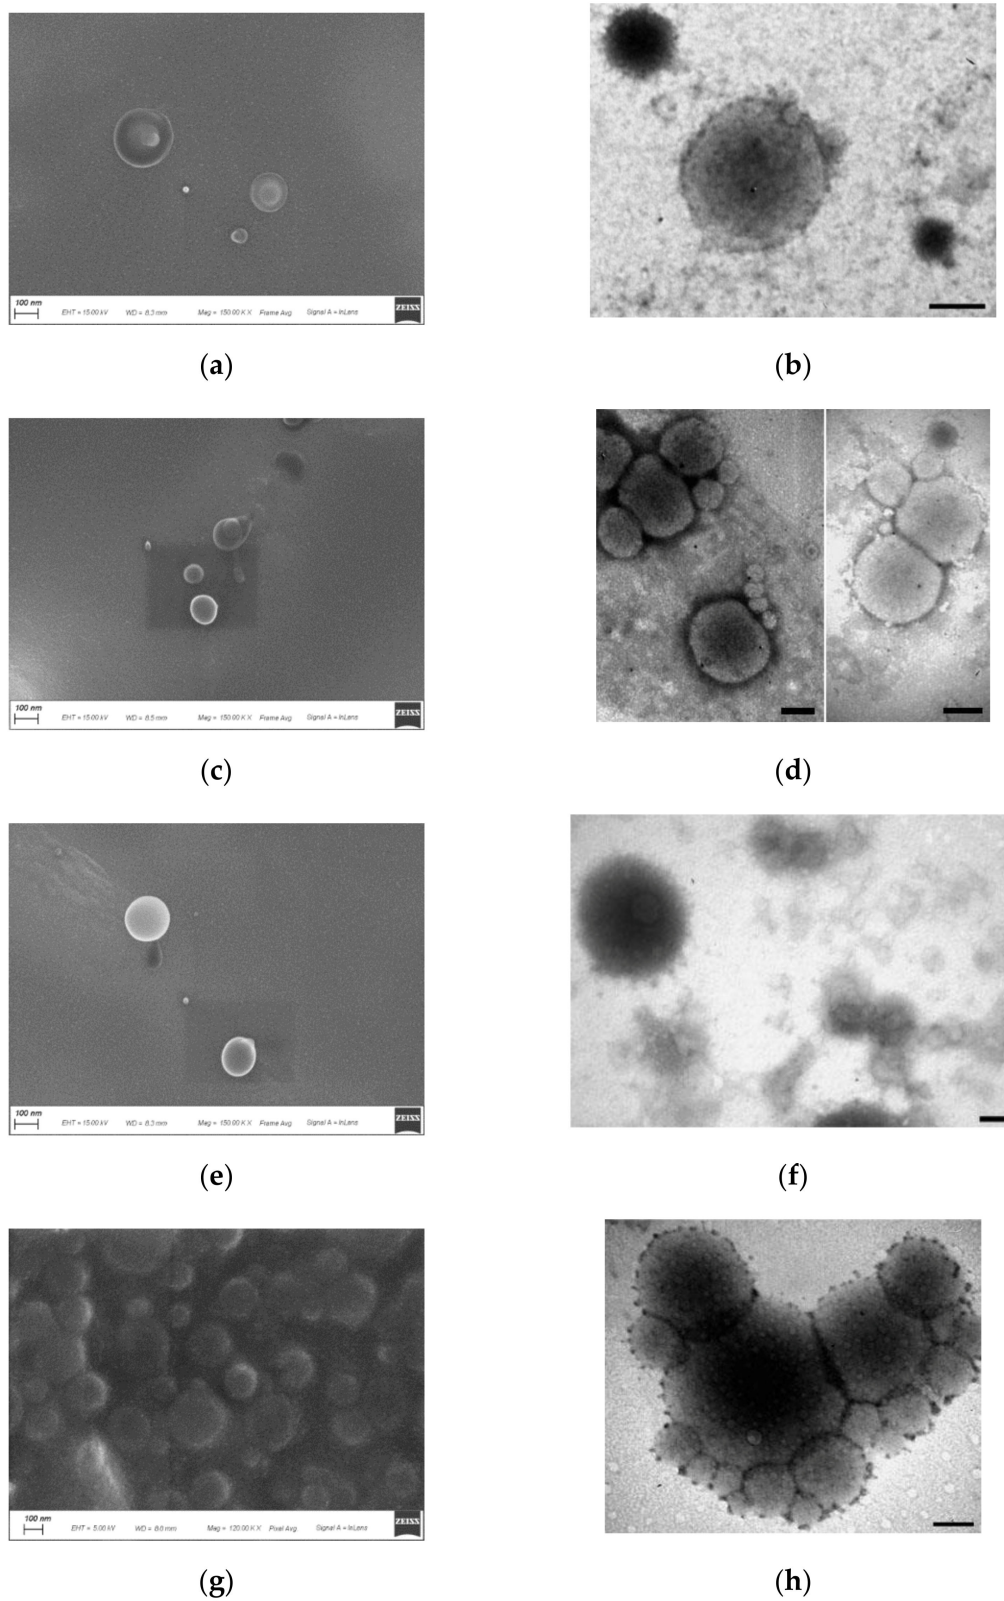 100 nm
EHT = 15.00 kV WD = 8.3 mm Mag = 150.00 K X Frame Avg Signal A = InLens ZEISS
(a)
(b)
100 nm
EHT = 15.00 kV WD = 8.5 mm Mag = 150.00 K X Frame Avg Signal A = InLens ZEISS
(c)
(d)
100 nm
EHT = 15.00 kV WD = 8.3 mm Mag = 150.00 K X Frame Avg Signal A = InLens ZEISS
(e)
(f)
100 nm
EHT = 5.00 kV WD = 8.6 mm Mag = 120.00 K X Pixel Avg Signal A = InLens ZEISS
(g)
(h)